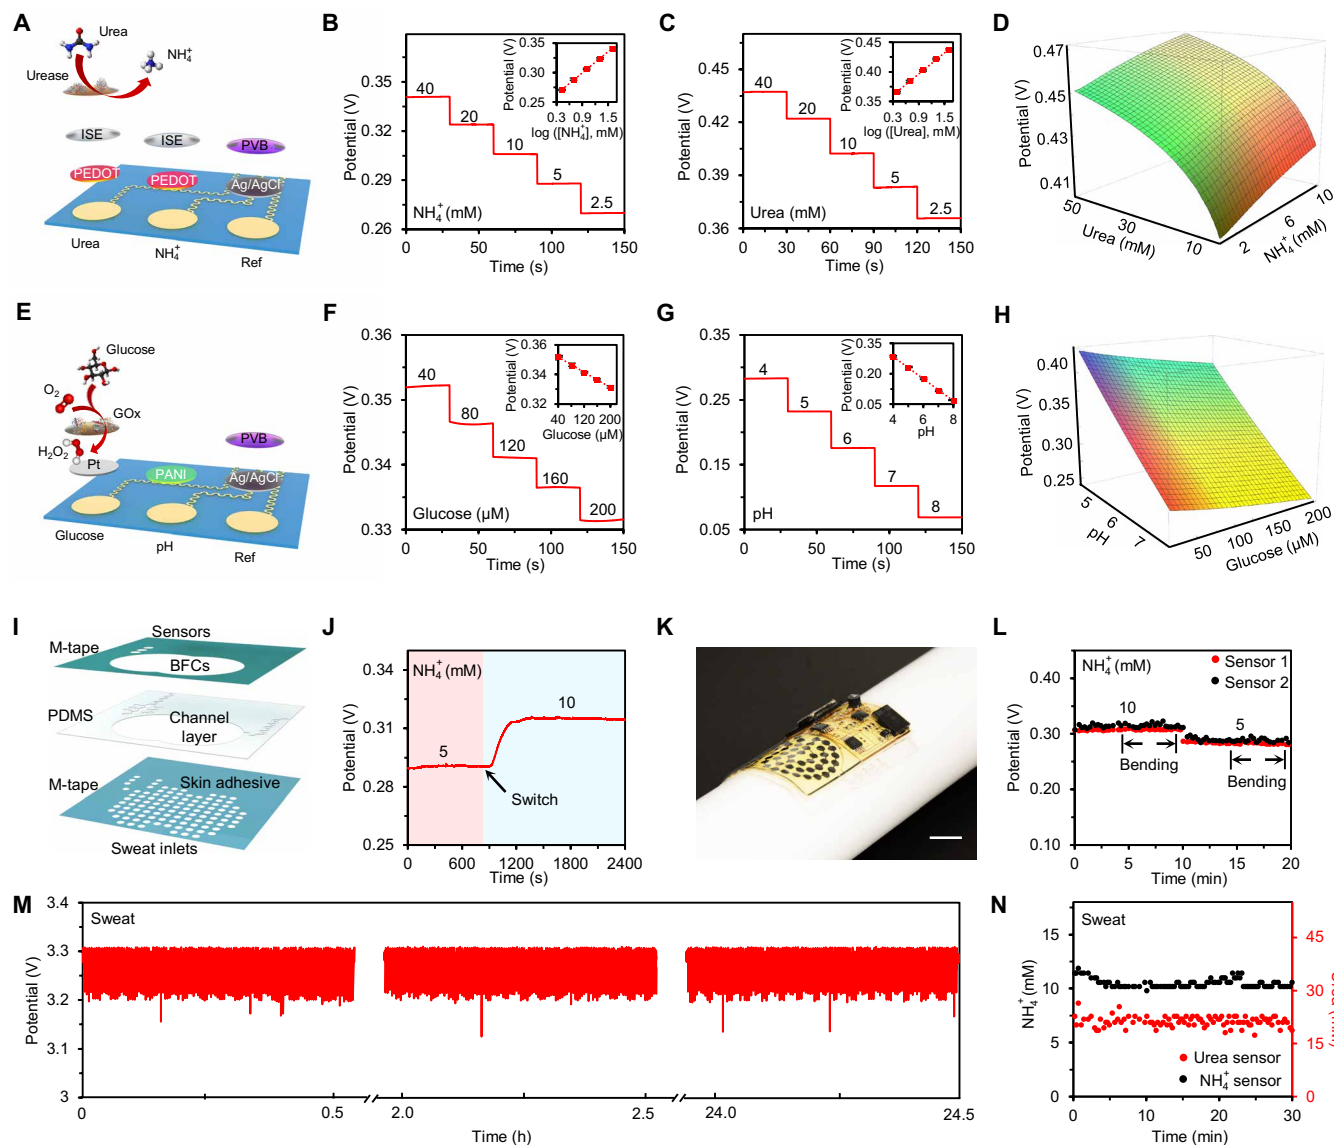 A
Urea
NH₄⁺
Urease
ISE
ISE
PVB
PEDOT
PEDOT
Ag/AgCl
Urea
NH₄⁺
Ref
B
Potential (V)
0.38
0.35
0.32
0.29
0.26
40
20
10
5
2.5
NH₄⁺ (mM)
0 50 100 150
Time (s)
Potential (V)
0.35
0.30
0.25
0.3 0.9 1.5
log ([NH₄⁺], mM)
C
Potential (V)
0.48
0.44
0.40
0.36
40
20
10
5
2.5
Urea (mM)
0 30 60 90 120 150
Time (s)
Potential (V)
0.45
0.40
0.35
0.3 0.9 1.5
log ([Urea], mM)
D
Potential (V)
0.47
0.45
0.43
0.41
50
30
10
Urea (mM)
2
6
10
NH₄⁺ (mM)
E
Glucose
O₂
GOx
H₂O₂
Pt
PVB
PANI
Ag/AgCl
Glucose
pH
Ref
F
Potential (V)
0.36
0.35
0.34
0.33
40
80
120
160
200
Glucose (µM)
0 50 100 150
Time (s)
Potential (V)
0.36
0.34
0.32
40 120 200
Glucose (µM)
G
Potential (V)
0.35
0.25
0.15
0.05
4
5
6
7
8
pH
0 50 100 150
Time (s)
Potential (V)
0.35
0.25
0.15
0.05
4 6 8
pH
H
Potential (V)
0.40
0.35
0.30
0.25
5
6
7
pH
50
100
150
200
Glucose (µM)
I
Sensors
M-tape
BFCs
PDMS
Channel
layer
M-tape
Skin adhesive
Sweat inlets
J
Potential (V)
0.34
0.31
0.28
0.25
NH₄⁺ (mM)
5
10
Switch
0 600 1200 1800 2400
Time (s)
K
L
Potential (V)
0.40
0.30
0.20
0.10
NH₄⁺ (mM)
Sensor 1
Sensor 2
10
5
Bending
Bending
0 5 10 15 20
Time (min)
M
Potential (V)
3.4
3.3
3.2
3.1
3
Sweat
0 0.5 2.0 2.5 24.0 24.5
Time (h)
N
NH₄⁺ (mM)
15
10
5
0
Sweat
Urea sensor
NH₄⁺ sensor
45
30
15
0
0 10 20 30
Time (min)